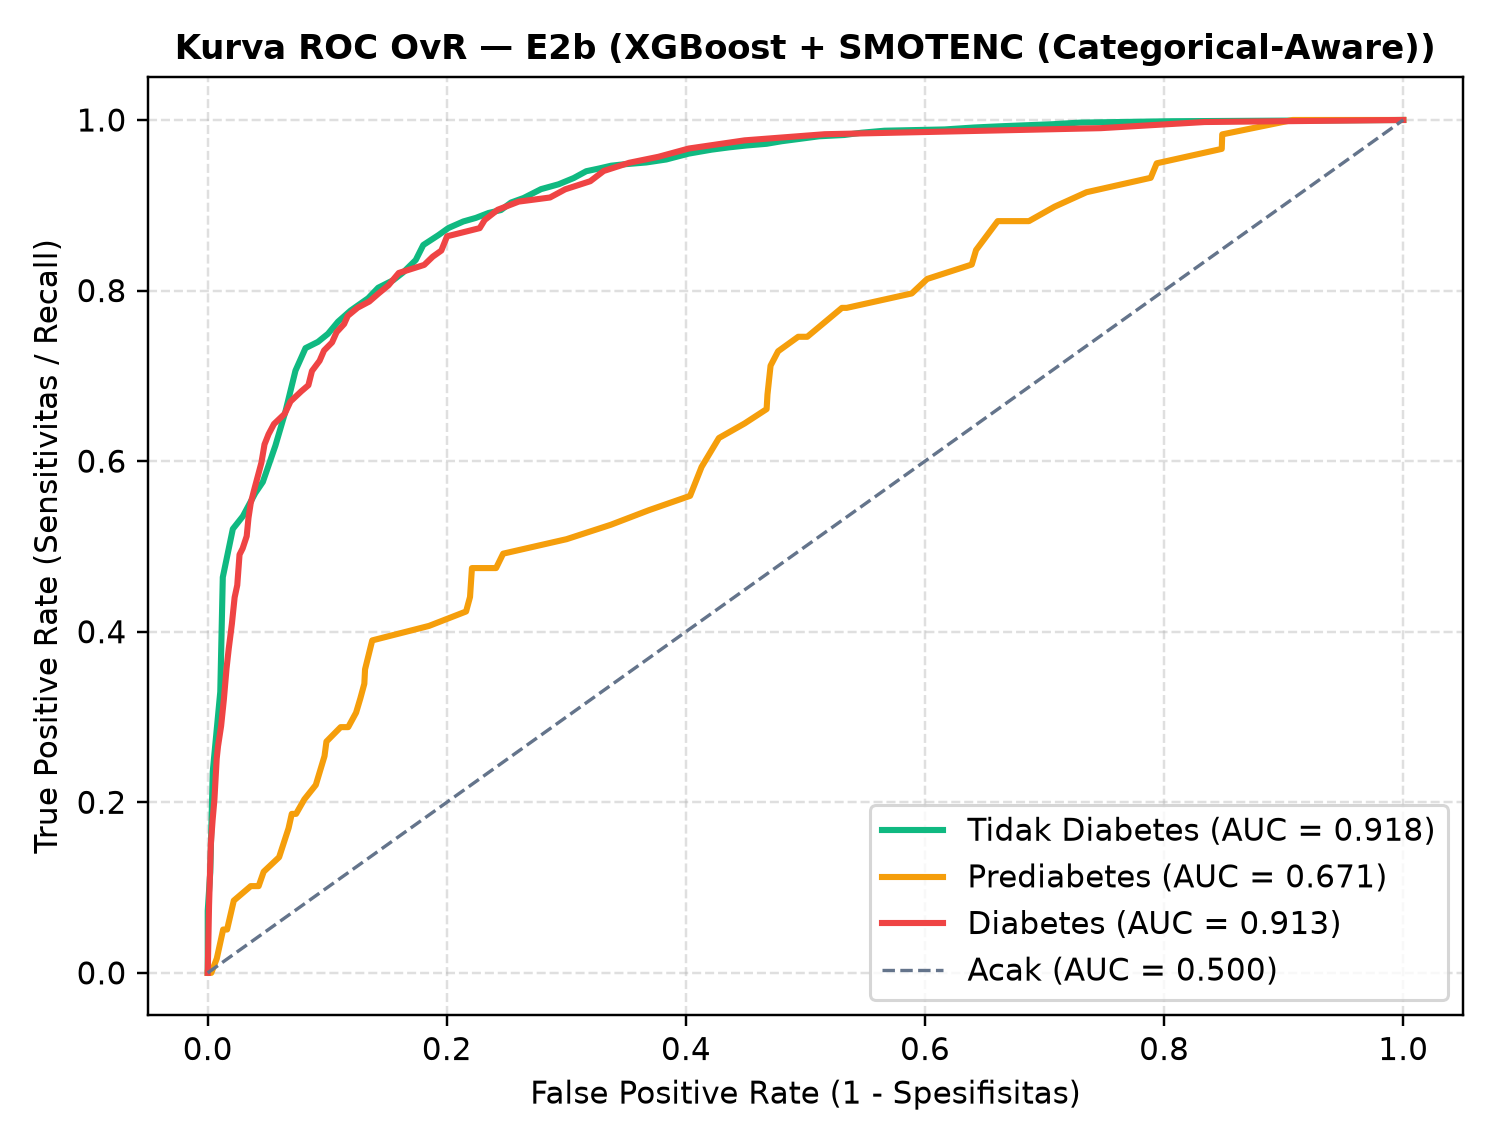 Kurva ROC OvR — E2b (XGBoost + SMOTENC (Categorical-Aware))
True Positive Rate (Sensitivitas / Recall)
1.0
0.8
0.6
0.4
0.2
0.0
Tidak Diabetes (AUC = 0.918)
Prediabetes (AUC = 0.671)
Diabetes (AUC = 0.913)
Acak (AUC = 0.500)
0.0 0.2 0.4 0.6 0.8 1.0
False Positive Rate (1 - Spesifisitas)